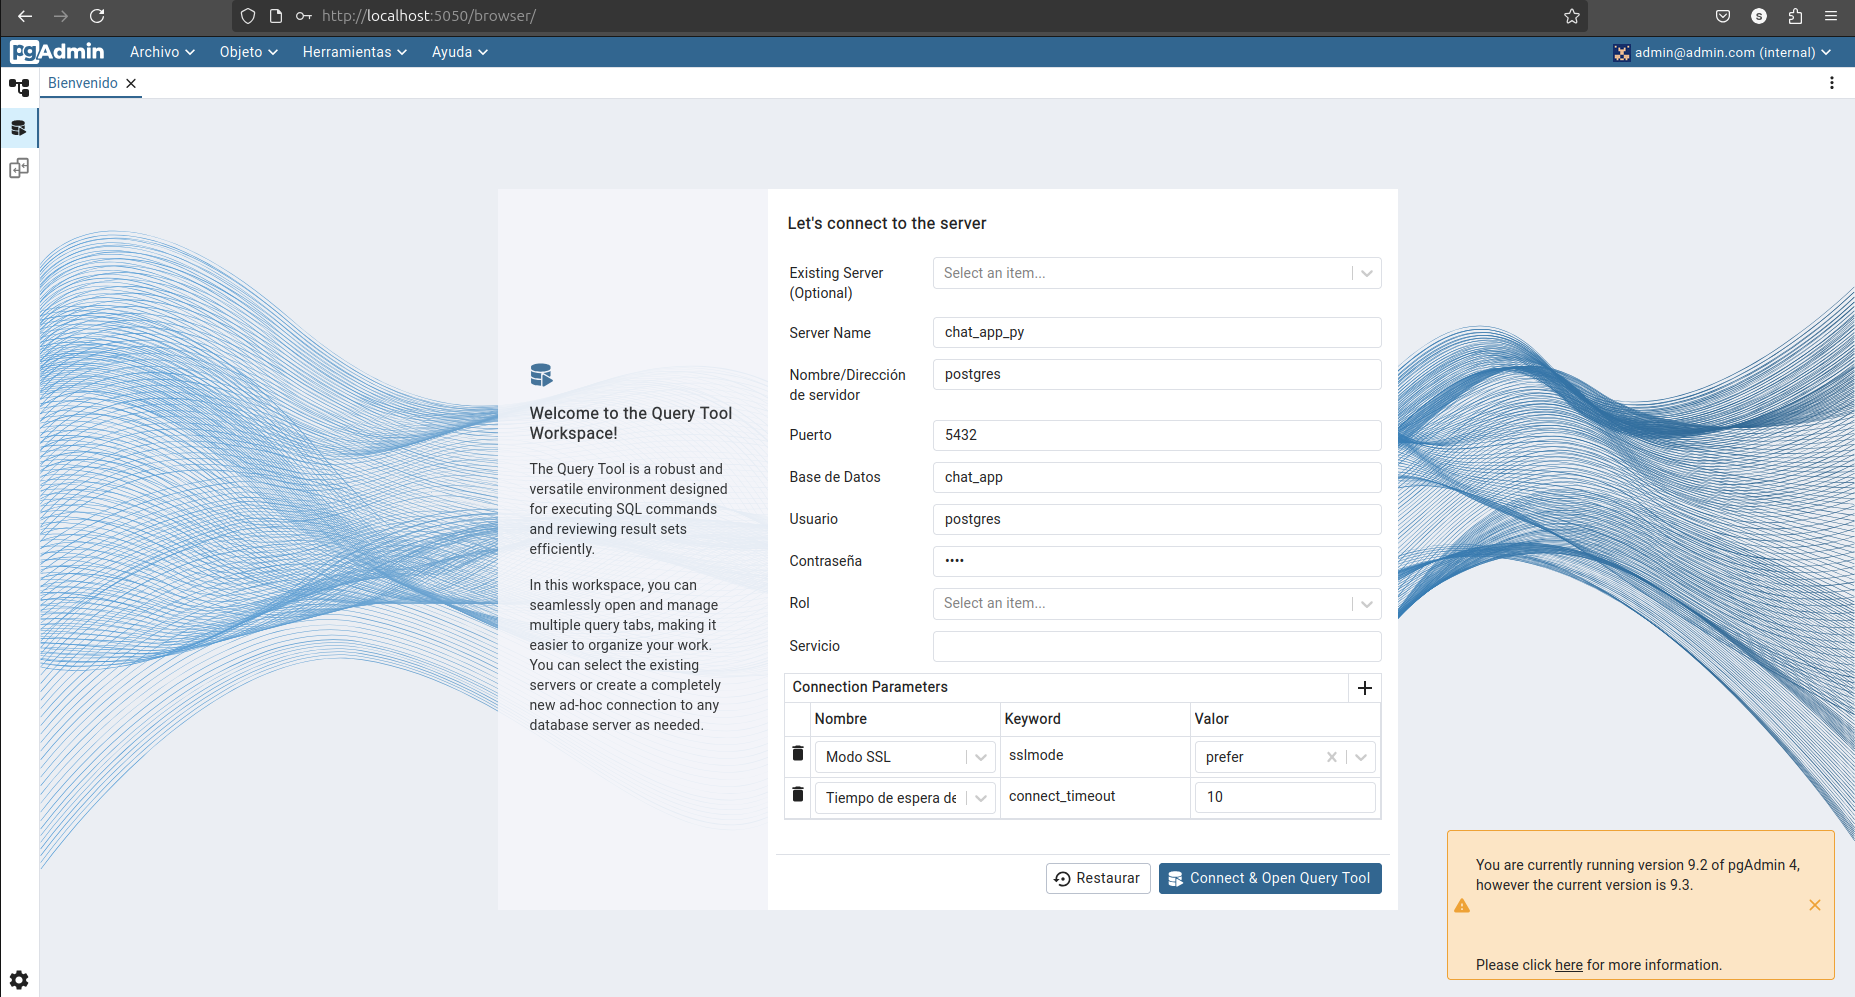 http://localhost:5050/browser/
S
pgAdmin
Archivo
Objeto
Herramientas
Ayuda
admin@admin.com (internal)
Bienvenido
Welcome to the Query Tool
Workspace!
The Query Tool is a robust and
versatile environment designed
for executing SQL commands
and reviewing result sets
efficiently.
In this workspace, you can
seamlessly open and manage
multiple query tabs, making it
easier to organize your work.
You can select the existing
servers or create a completely
new ad-hoc connection to any
database server as needed.
Let's connect to the server
Existing Server
(Optional)
Select an item...
Server Name
chat_app_py
Nombre/Dirección
de servidor
postgres
Puerto
5432
Base de Datos
chat_app
Usuario
postgres
Contraseña
••••
Rol
Select an item...
Servicio
Connection Parameters
Nombre
Keyword
Valor
Modo SSL
sslmode
prefer
Tiempo de espera de
connect_timeout
10
Restaurar
Connect & Open Query Tool
You are currently running version 9.2 of pgAdmin 4,
however the current version is 9.3.
Please click here for more information.